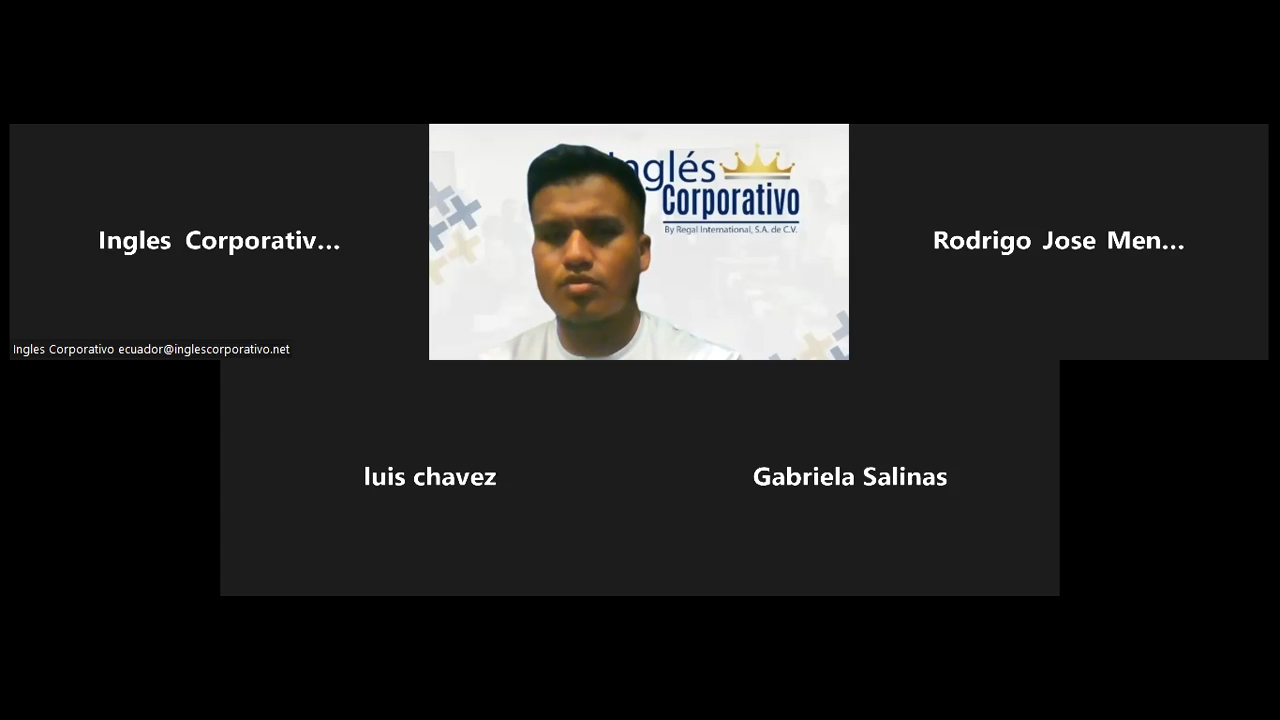 Ingles Corporativ...
Ingles Corporativo ecuador@inglescorporativo.net
Inglés
Corporativo
By Regal International, S.A. de C.V.
Rodrigo Jose Men...
luis chavez
Gabriela Salinas